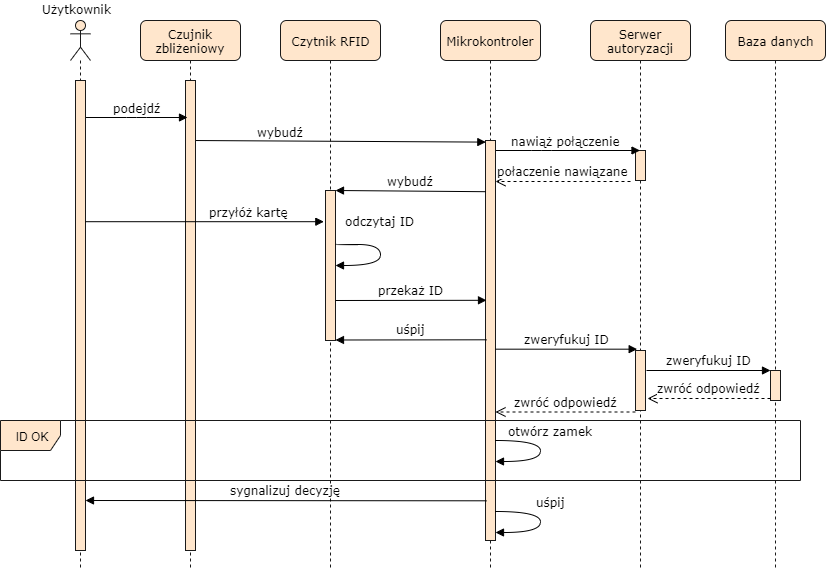 Użytkownik
Czujnik
zbliżeniowy
Czytnik RFID
Mikrokontroler
Serwer
autoryzacji
Baza danych
podejdź
wybudź
nawiąż połączenie
połaczenie nawiązane
wybudź
przyłóż kartę
odczytaj ID
przekaż ID
uśpij
zweryfukuj ID
zweryfukuj ID
zwróć odpowiedź
zwróć odpowiedź
ID OK
otwórz zamek
sygnalizuj decyzję
uśpij